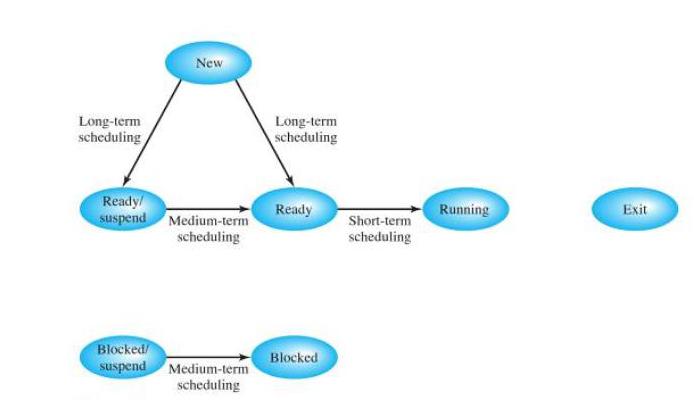 New
Long-term
scheduling
Long-term
scheduling
Ready/
suspend
Medium-term
scheduling
Ready
Short-term
scheduling
Running
Exit
Blocked/
suspend
Medium-term
scheduling
Blocked